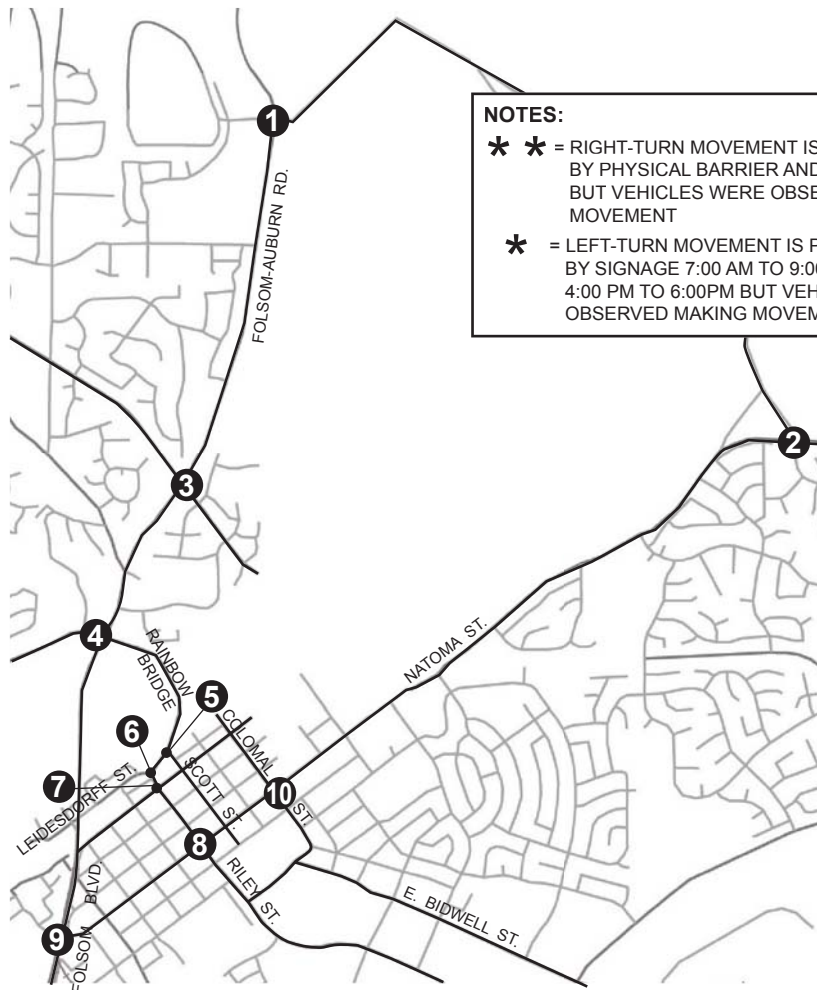 1
NOTES:
* * = RIGHT-TURN MOVEMENT IS
BY PHYSICAL BARRIER AND
BUT VEHICLES WERE
MOVEMENT
* = LEFT-TURN MOVEMENT IS
BY SIGNAGE 7:00 AM TO
4:00 PM TO 6:00PM BUT
OBSERVED MAKING
FOLSOM-AUBURN RD.
2
3
4
RAINBOW
BRIDGE
NATOMA ST.
5
6
COLOMAL ST.
SCOTT ST.
7
LEIDESDORFF ST.
10
8
RILEY ST.
E. BIDWELL ST.
9
FOLSOM BLVD.